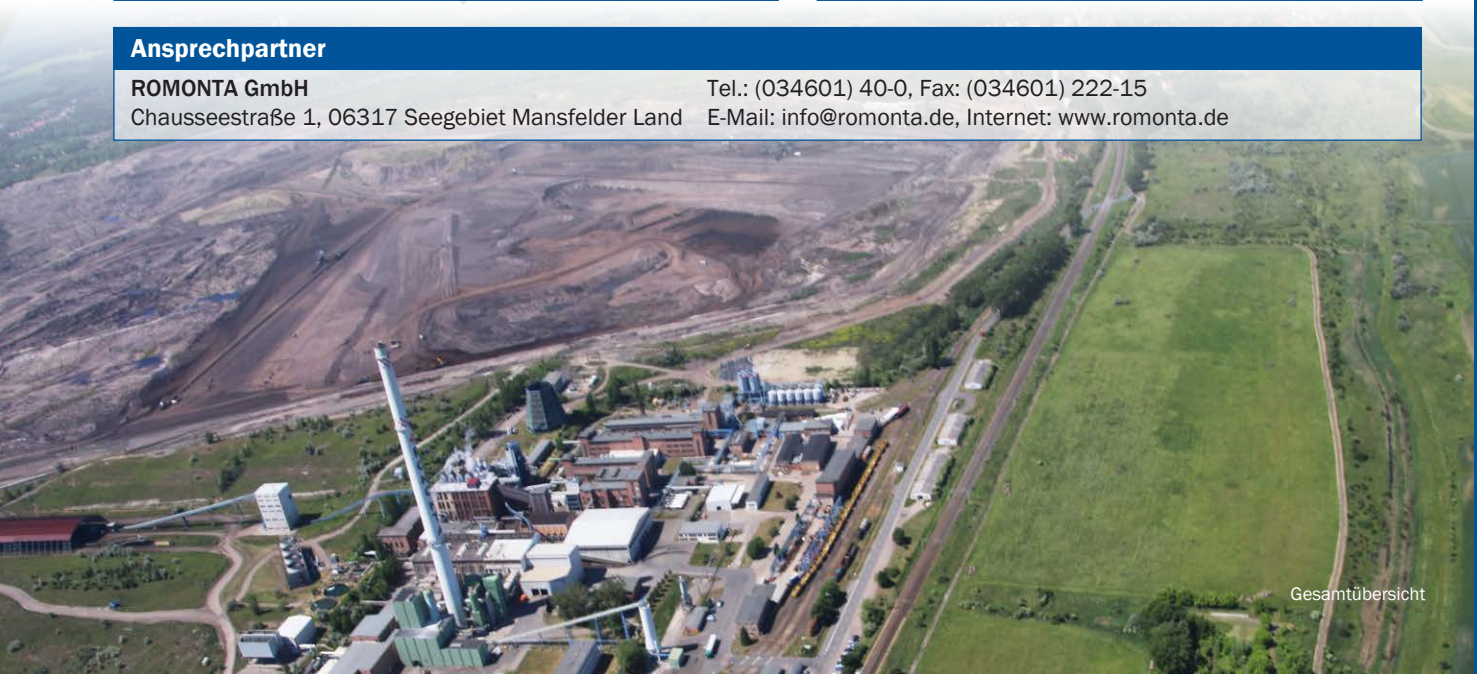 Ansprechpartner
ROMONTA GmbH
Chausseestraße 1, 06317 Seegebiet Mansfelder Land
Tel.: (034601) 40-0, Fax: (034601) 222-15
E-Mail: info@romonta.de, Internet: www.romonta.de
Gesamtübersicht